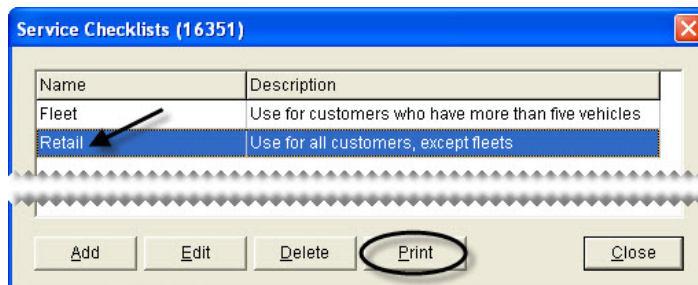 Service Checklists (16351)
Name Description
Fleet Use for customers who have more than five vehicles
Retail Use for all customers, except fleets
Add Edit Delete Print Close